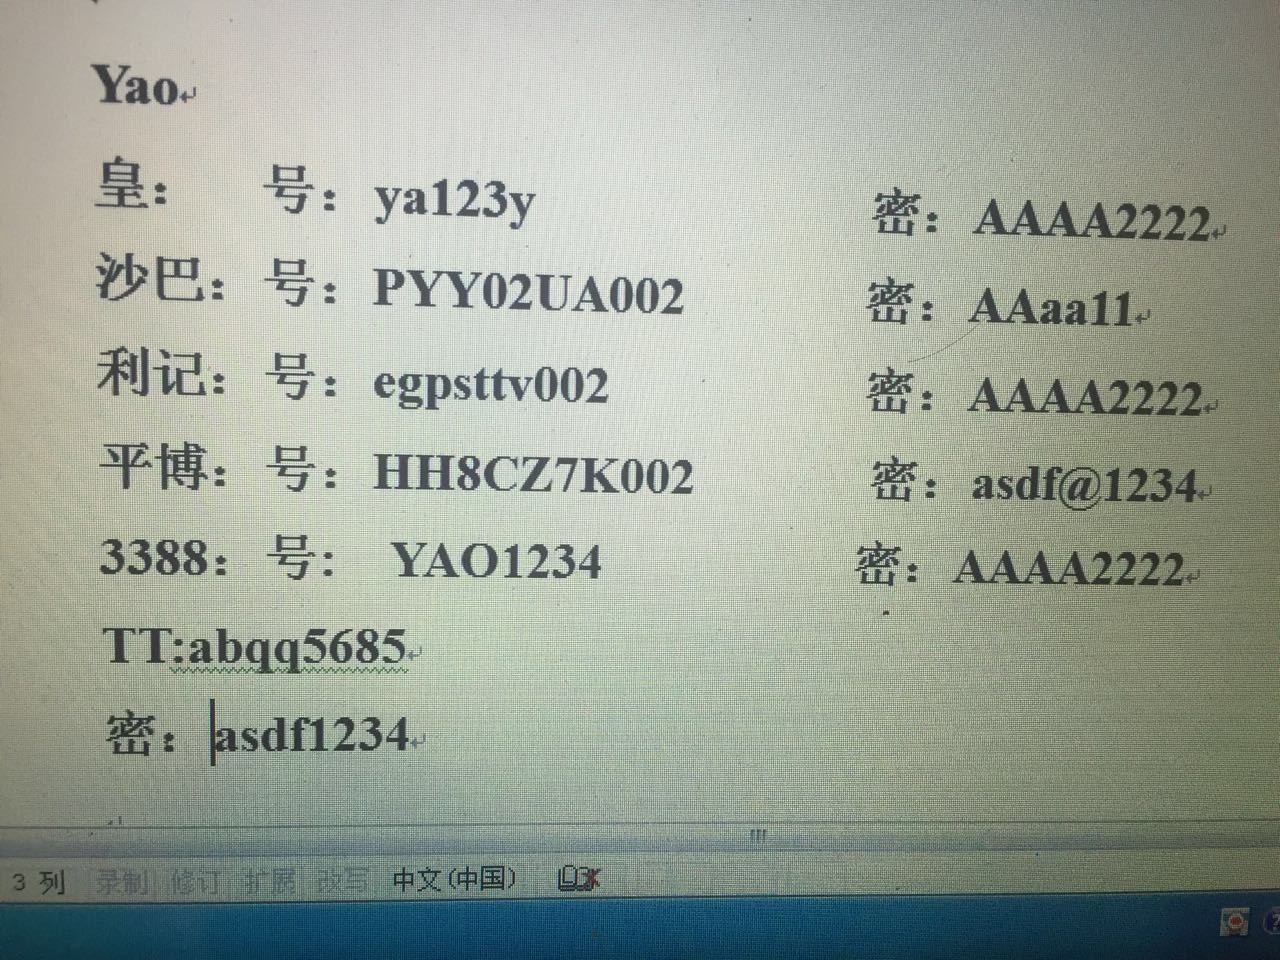 Yao
皇： 号：ya123y 密：AAAA2222
沙巴：号：PYY02UA002 密：AAaa11
利记：号：egpsttv002 密：AAAA2222
平博：号：HH8CZ7K002 密：asdf@1234
3388：号： YAO1234 密：AAAA2222
TT:abqq5685
密：asdf1234
3 列 录制 修订 扩展 改写 中文(中国)